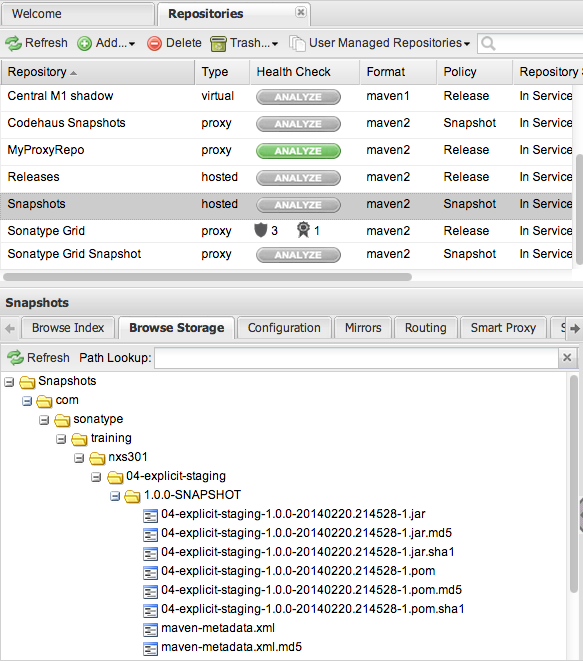 Welcome Repositories
Refresh Add... Delete Trash... User Managed Repositories
Repository Type Health Check Format Policy Repository
Central M1 shadow virtual ANALYZE maven1 Release In Service
Codehaus Snapshots proxy ANALYZE maven2 Snapshot In Service
MyProxyRepo proxy ANALYZE maven2 Release In Service
Releases hosted ANALYZE maven2 Release In Service
Snapshots hosted ANALYZE maven2 Snapshot In Service
Sonatype Grid proxy 3 1 maven2 Release In Service
Sonatype Grid Snapshot proxy ANALYZE maven2 Snapshot In Service
Snapshots
Browse Index Browse Storage Configuration Mirrors Routing Smart Proxy
Refresh Path Lookup:
Snapshots
com
sonatype
training
nxs301
04-explicit-staging
1.0.0-SNAPSHOT
04-explicit-staging-1.0.0-20140220.214528-1.jar
04-explicit-staging-1.0.0-20140220.214528-1.jar.md5
04-explicit-staging-1.0.0-20140220.214528-1.jar.sha1
04-explicit-staging-1.0.0-20140220.214528-1.pom
04-explicit-staging-1.0.0-20140220.214528-1.pom.md5
04-explicit-staging-1.0.0-20140220.214528-1.pom.sha1
maven-metadata.xml
maven-metadata.xml.md5